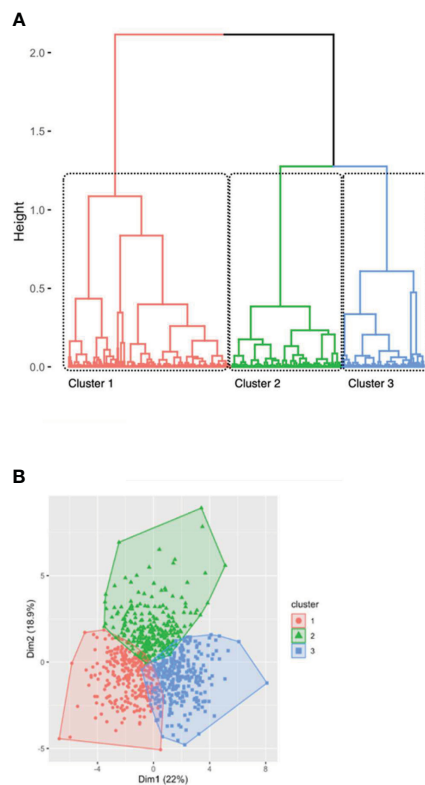 A
2.0
1.5
1.0
0.5
0.0
Height
Cluster 1 Cluster 2 Cluster 3
B
5
0
-5
Dim2 (18.9%)
-4 0 4 8
Dim1 (22%)
cluster
1
2
3